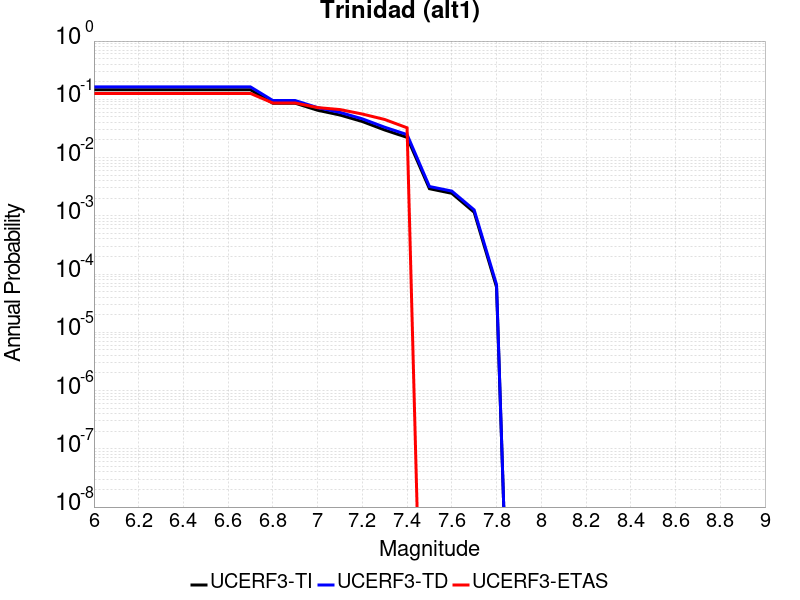 Trinidad (alt1)
10^0
10^-1
10^-2
10^-3
10^-4
10^-5
10^-6
10^-7
10^-8
Annual Probability
6 6.2 6.4 6.6 6.8 7 7.2 7.4 7.6 7.8 8 8.2 8.4 8.6 8.8 9
Magnitude
UCERF3-TI UCERF3-TD UCERF3-ETAS